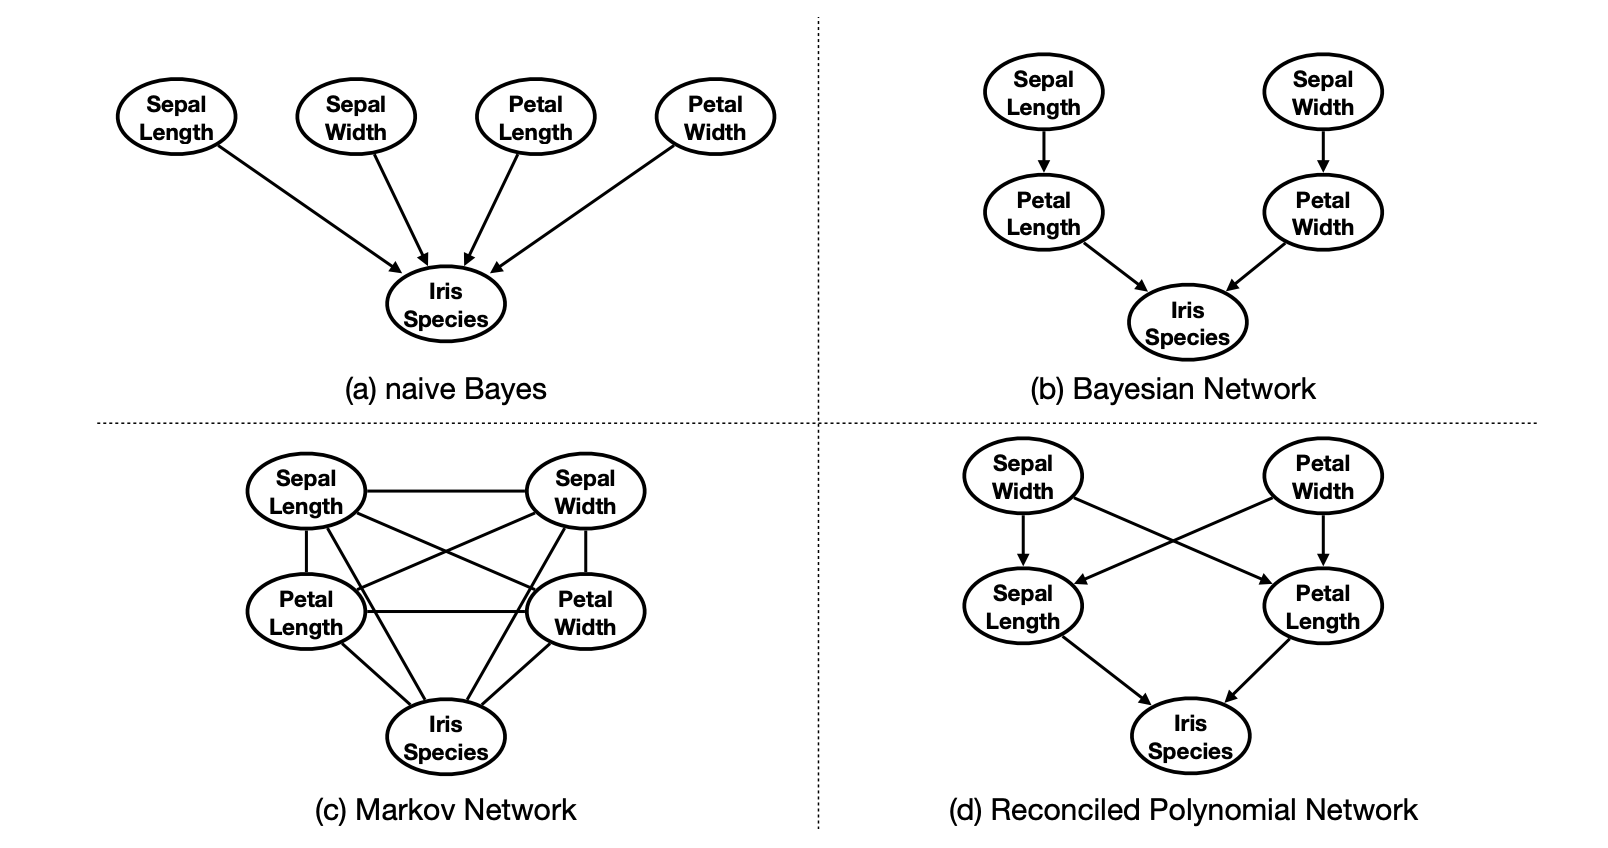 Sepal
Length
Sepal
Width
Petal
Length
Petal
Width
Iris
Species
(a) naive Bayes
Sepal
Length
Sepal
Width
Petal
Length
Petal
Width
Iris
Species
(b) Bayesian Network
Sepal
Length
Sepal
Width
Petal
Length
Petal
Width
Iris
Species
(c) Markov Network
Sepal
Width
Petal
Width
Sepal
Length
Petal
Length
Iris
Species
(d) Reconciled Polynomial Network